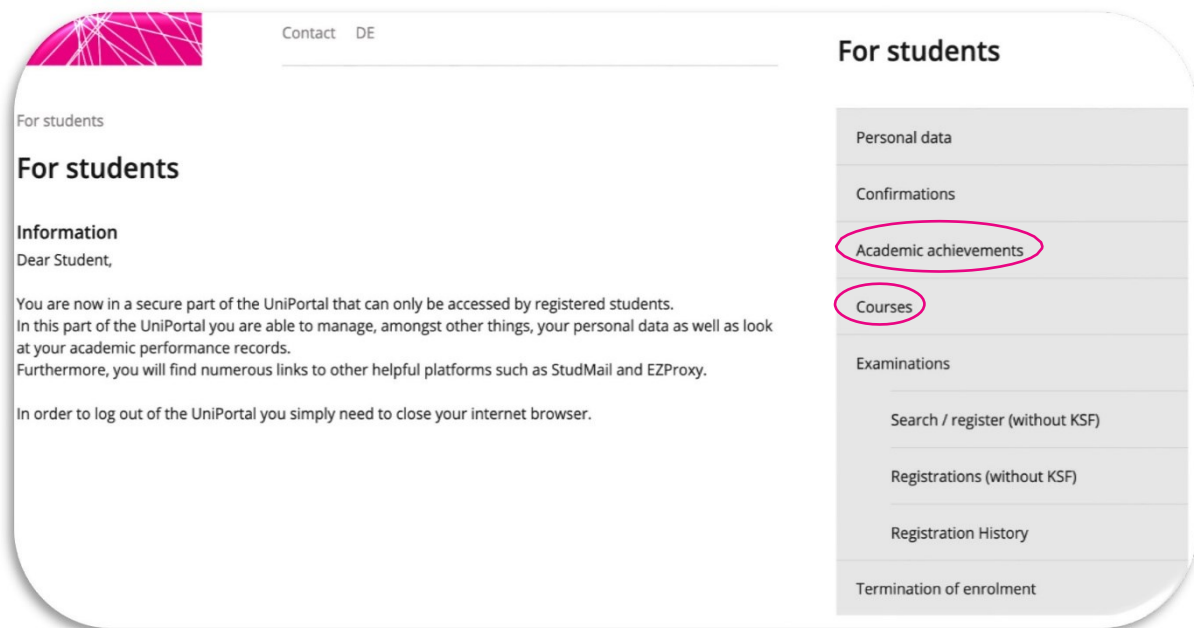 Contact DE
For students
For students
Information
Dear Student,
You are now in a secure part of the UniPortal that can only be accessed by registered students.
In this part of the UniPortal you are able to manage, amongst other things, your personal data as well as look
at your academic performance records.
Furthermore, you will find numerous links to other helpful platforms such as StudMail and EZProxy.
In order to log out of the UniPortal you simply need to close your internet browser.
For students
Personal data
Confirmations
Academic achievements
Courses
Examinations
Search / register (without KSF)
Registrations (without KSF)
Registration History
Termination of enrolment